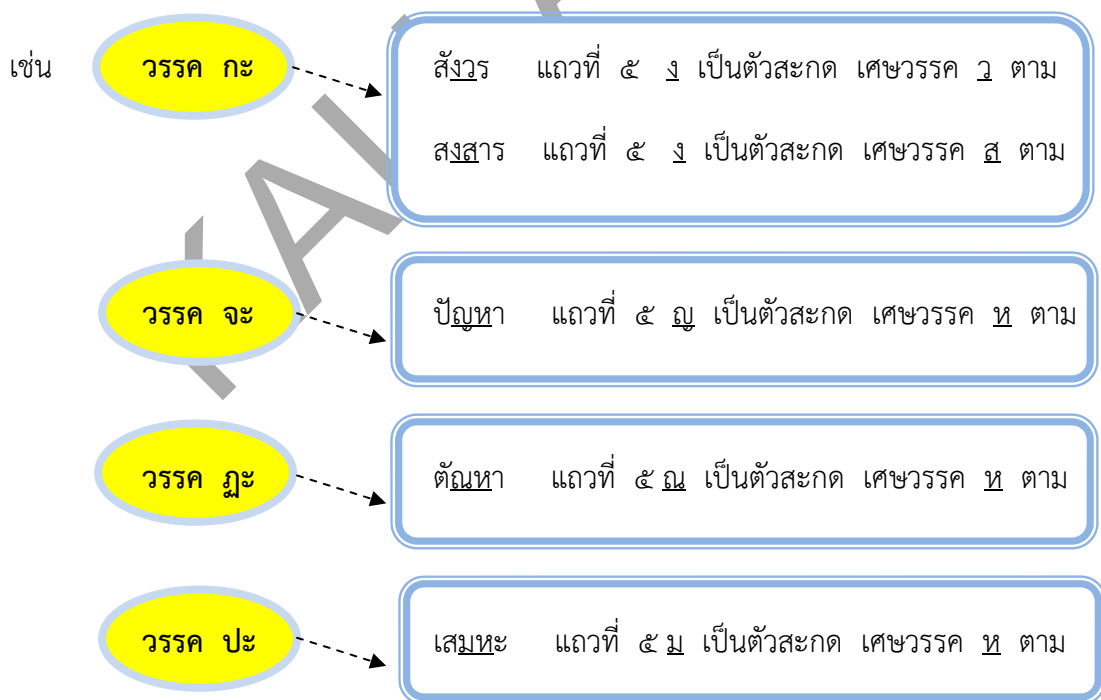 เช่น วรรค กะ สังวร แถวที่ ๕ ง เป็นตัวสะกด เศษวรรค ว ตาม
สงสาร แถวที่ ๕ ง เป็นตัวสะกด เศษวรรค ส ตาม
วรรค จะ ปัญหา แถวที่ ๕ ญ เป็นตัวสะกด เศษวรรค ห ตาม
วรรค ฏะ ตัณหา แถวที่ ๕ ณ เป็นตัวสะกด เศษวรรค ห ตาม
วรรค ปะ เสมหะ แถวที่ ๕ ม เป็นตัวสะกด เศษวรรค ห ตาม